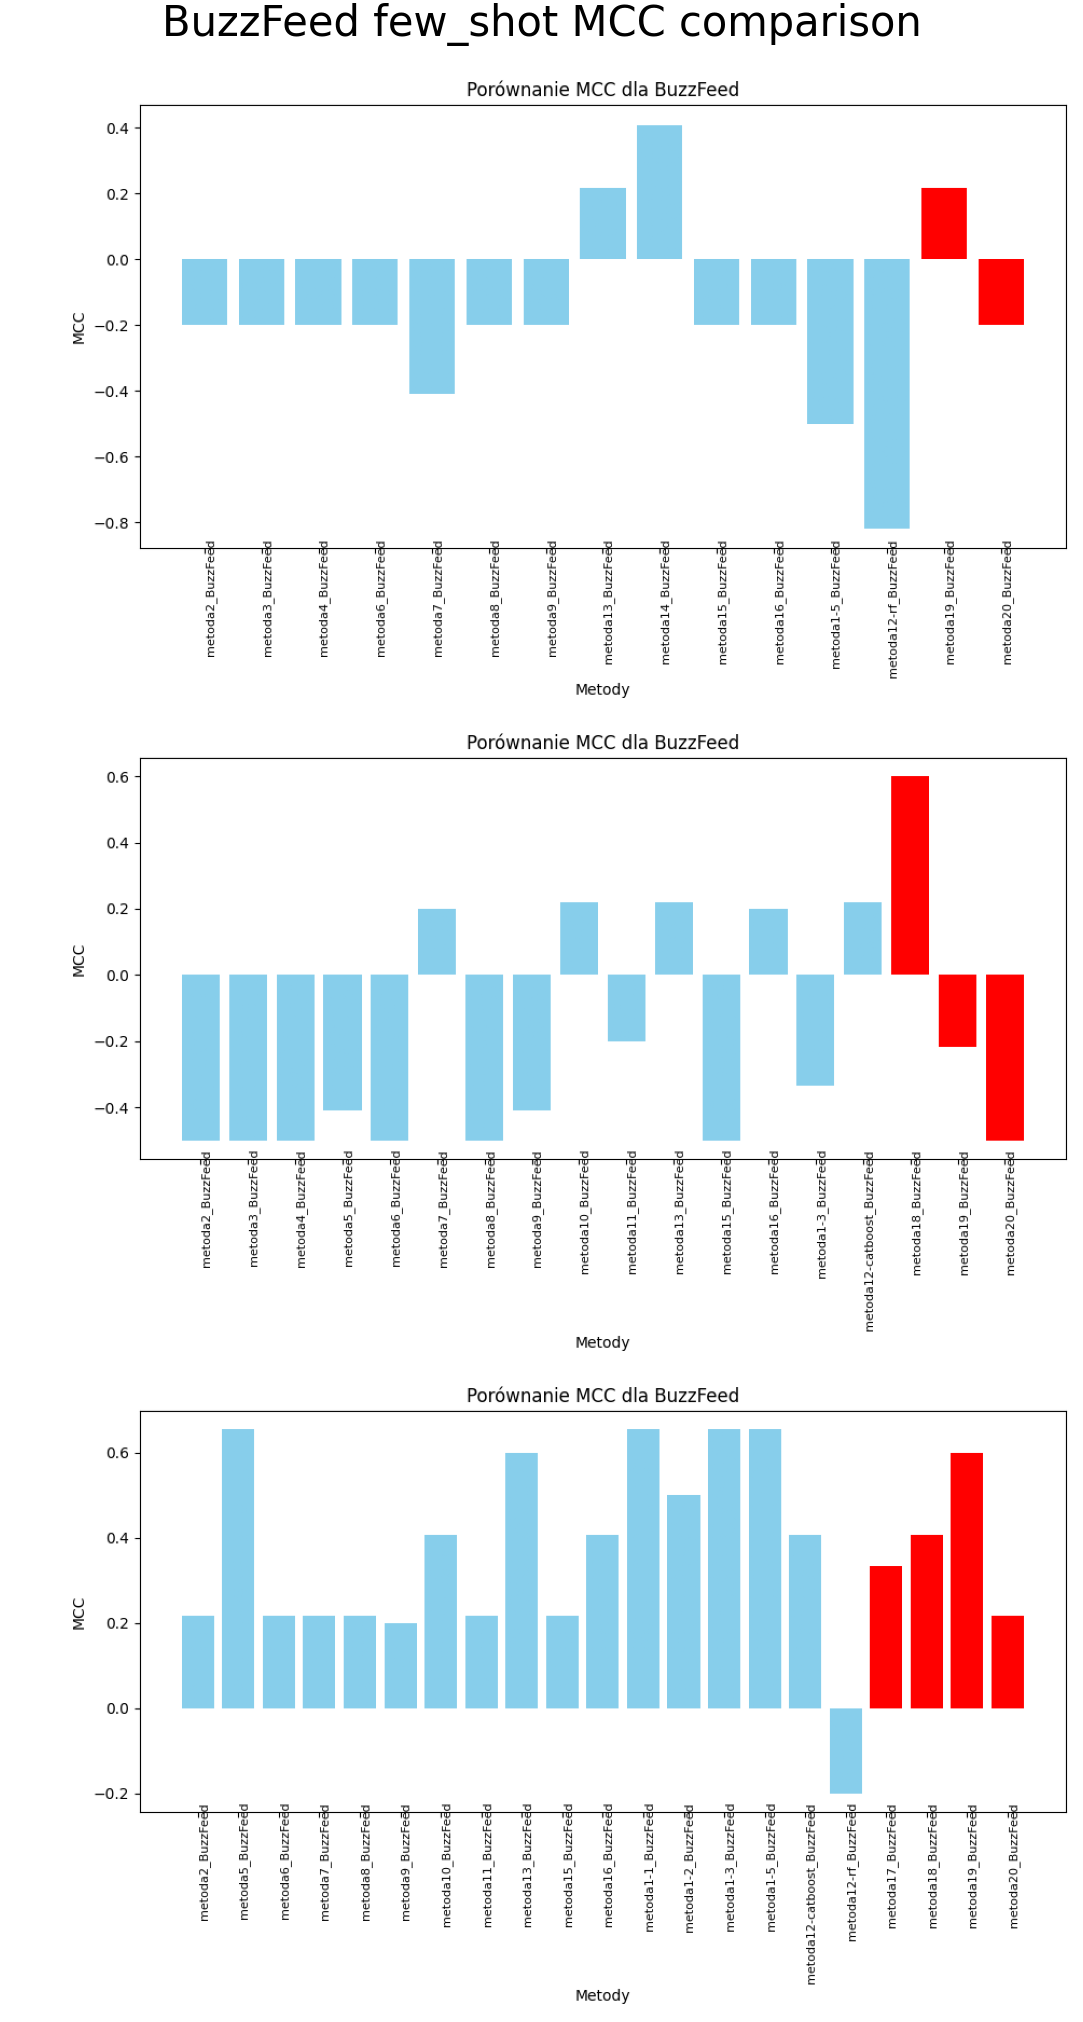 BuzzFeed few_shot MCC comparison
Porównanie MCC dla BuzzFeed
0.4
0.2
0.0
−0.2
−0.4
−0.6
−0.8
MCC
metoda2_BuzzFeed
metoda3_BuzzFeed
metoda4_BuzzFeed
metoda6_BuzzFeed
metoda7_BuzzFeed
metoda8_BuzzFeed
metoda9_BuzzFeed
metoda13_BuzzFeed
metoda14_BuzzFeed
metoda15_BuzzFeed
metoda16_BuzzFeed
metoda1-5_BuzzFeed
metoda12-rf_BuzzFeed
metoda19_BuzzFeed
metoda20_BuzzFeed
Metody
Porównanie MCC dla BuzzFeed
0.6
0.4
0.2
0.0
−0.2
−0.4
MCC
metoda2_BuzzFeed
metoda3_BuzzFeed
metoda4_BuzzFeed
metoda5_BuzzFeed
metoda6_BuzzFeed
metoda7_BuzzFeed
metoda8_BuzzFeed
metoda9_BuzzFeed
metoda10_BuzzFeed
metoda11_BuzzFeed
metoda13_BuzzFeed
metoda15_BuzzFeed
metoda16_BuzzFeed
metoda1-3_BuzzFeed
metoda12-catboost_BuzzFeed
metoda18_BuzzFeed
metoda19_BuzzFeed
metoda20_BuzzFeed
Metody
Porównanie MCC dla BuzzFeed
0.6
0.4
0.2
0.0
−0.2
MCC
metoda2_BuzzFeed
metoda5_BuzzFeed
metoda6_BuzzFeed
metoda7_BuzzFeed
metoda8_BuzzFeed
metoda9_BuzzFeed
metoda10_BuzzFeed
metoda11_BuzzFeed
metoda13_BuzzFeed
metoda15_BuzzFeed
metoda16_BuzzFeed
metoda1-1_BuzzFeed
metoda1-2_BuzzFeed
metoda1-3_BuzzFeed
metoda1-5_BuzzFeed
metoda12-catboost_BuzzFeed
metoda12-rf_BuzzFeed
metoda17_BuzzFeed
metoda18_BuzzFeed
metoda19_BuzzFeed
metoda20_BuzzFeed
Metody